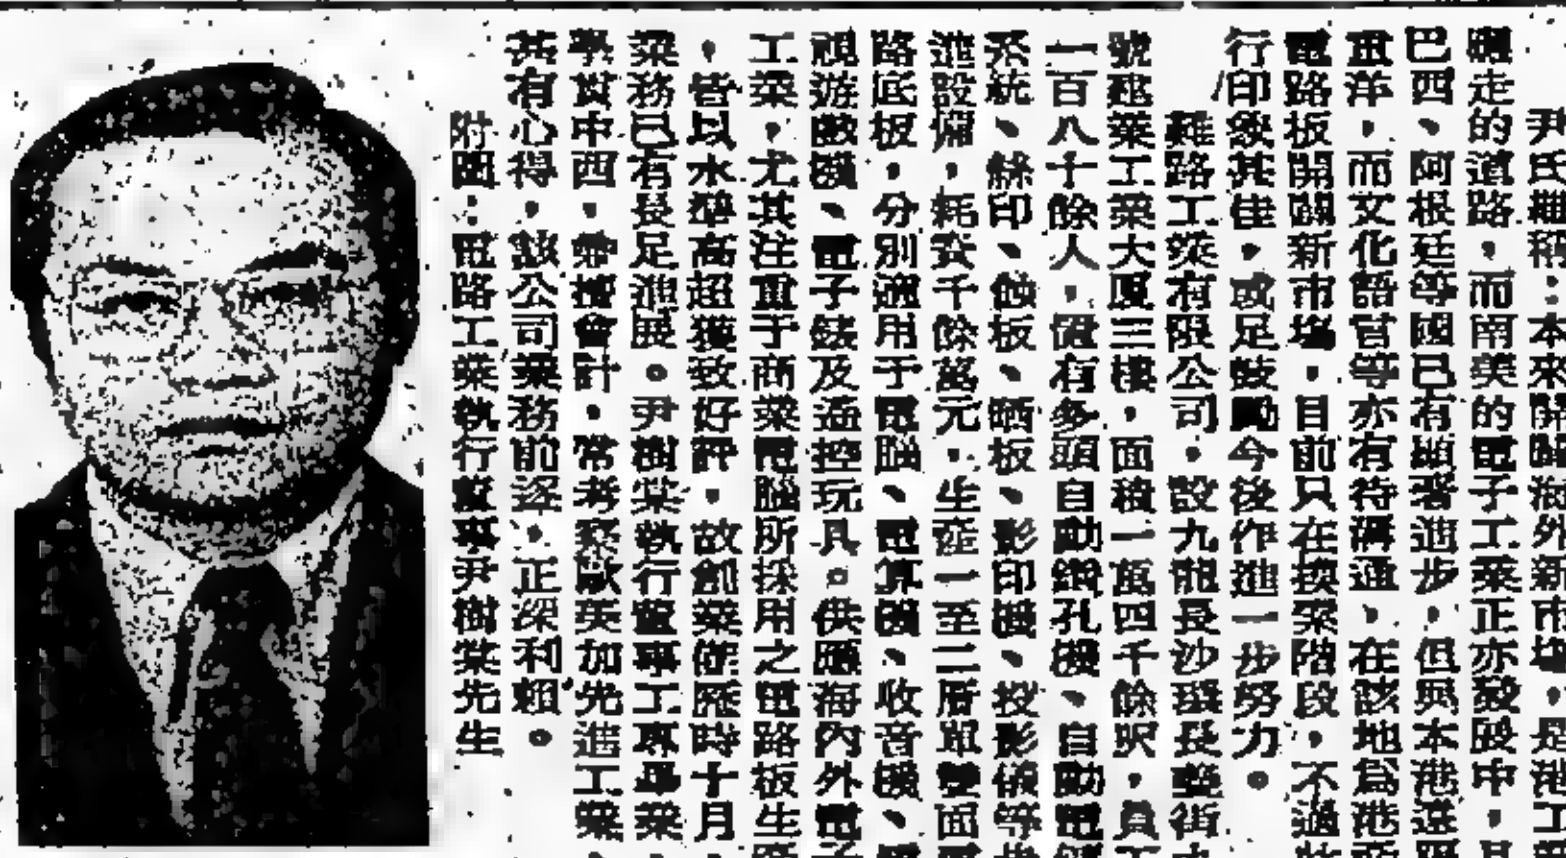 尹氏難稱：本來開闢海外新市場，是港工
嘅走的道路，而南美的電子工業正亦發展中，
巴西、阿根廷等國已有顯著進步，但與本港還
重洋，而文化語言等亦有待溝通，在該地為港
電路板開闢新市場，目前只在摸索階段，不過
行印象甚佳，或足鼓勵今後作進一步努力。
路工業有限公司，設九龍長沙灣長發街
號建業工業大厦三樓，面積一萬四千餘呎，員工
一百八十餘人，置有多頭自動鑽孔機、自動電
系統、絲印、蝕板、晒板、影印機、投影儀等
進設備，耗資千餘萬元，生產一至二層單雙面
路底板，分別適用于電腦、電算機、收音機、
視游戲機、電子錶及遙控玩具。供應海內外電子
工業，尤其注重于商業電腦所採用之電路板生
，皆以水準高超獲致好評，故創業僅歷時十月，
業務已有長足進展。尹樹棠執行董事工專畢業
學貫中西，兼擅會計，常考察歐美加先進工業、
甚有心得，該公司業務前途，正深利賴。
附圖：電路工業執行董事尹樹棠先生